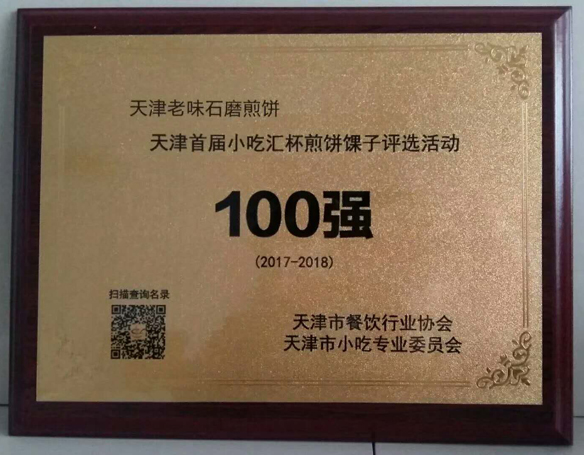 天津老味石磨煎饼
天津首届小吃汇杯煎饼馃子评选活动
100强
(2017-2018)
扫描查询名录
天津市餐饮行业协会
天津市小吃专业委员会